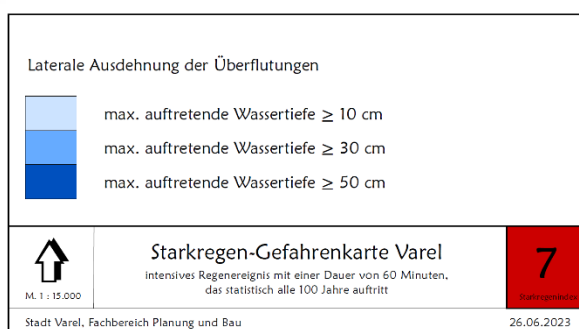 Laterale Ausdehnung der Überflutungen
max. auftretende Wassertiefe ≥ 10 cm
max. auftretende Wassertiefe ≥ 30 cm
max. auftretende Wassertiefe ≥ 50 cm
M. 1 : 15.000
Starkregen-Gefahrenkarte Varel
intensives Regenereignis mit einer Dauer von 60 Minuten,
das statistisch alle 100 Jahre auftritt
7
Starkregenindex
Stadt Varel, Fachbereich Planung und Bau
26.06.2023